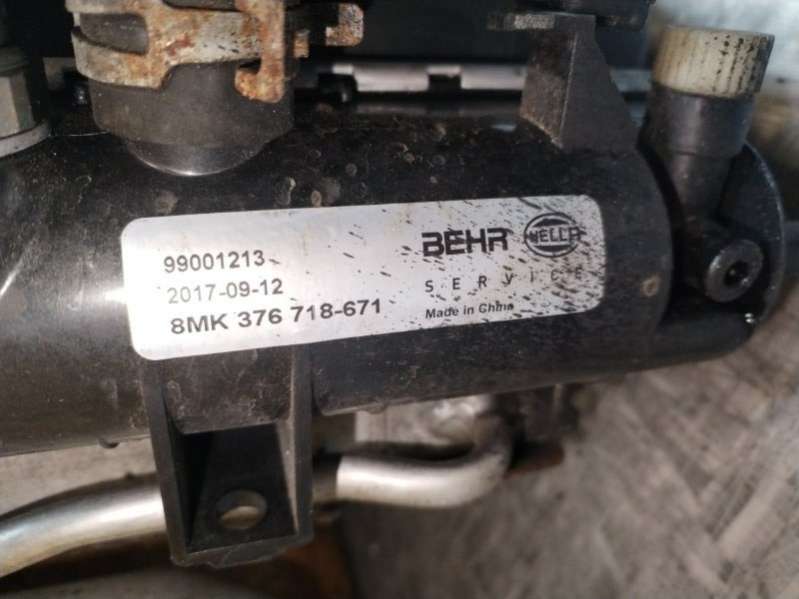 99001213
2017-09-12
8MK 376 718-671
BEHR HELLA
SERVICE
Made in China